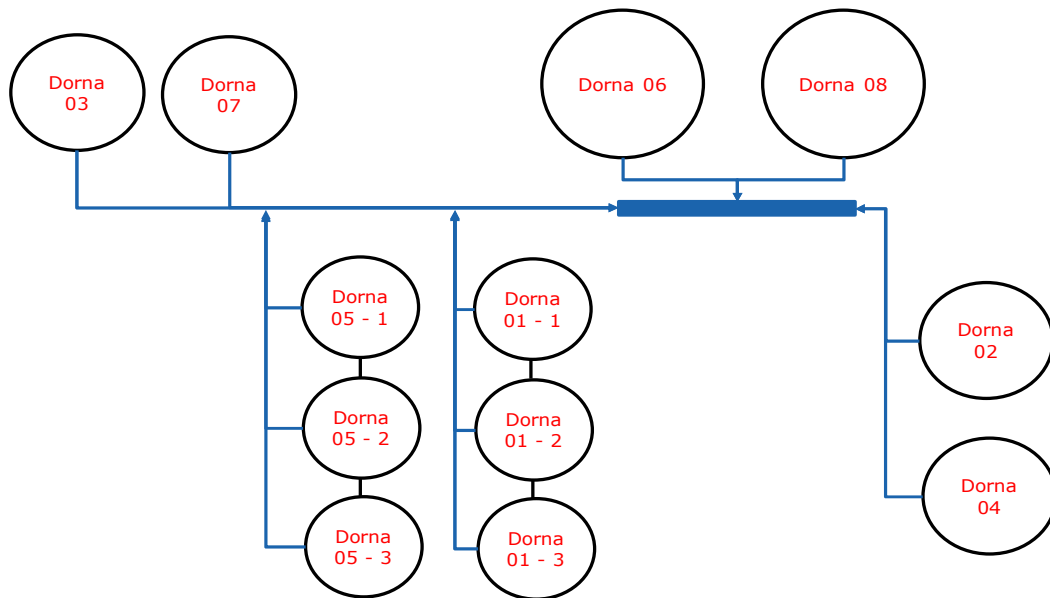 Dorna
03
Dorna
07
Dorna 06
Dorna 08
Dorna
05 - 1
Dorna
01 - 1
Dorna
02
Dorna
05 - 2
Dorna
01 - 2
Dorna
04
Dorna
05 - 3
Dorna
01 - 3